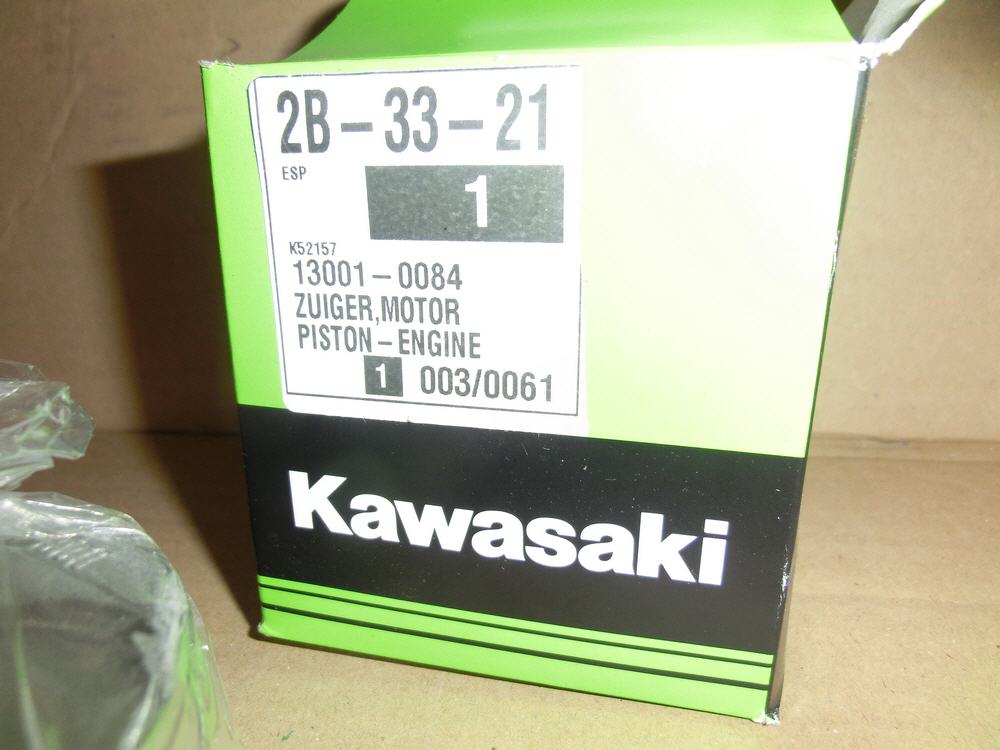 2B-33-21
ESP
1
K52157
13001-0084
ZUIGER,MOTOR
PISTON-ENGINE
1 003/0061
Kawasaki